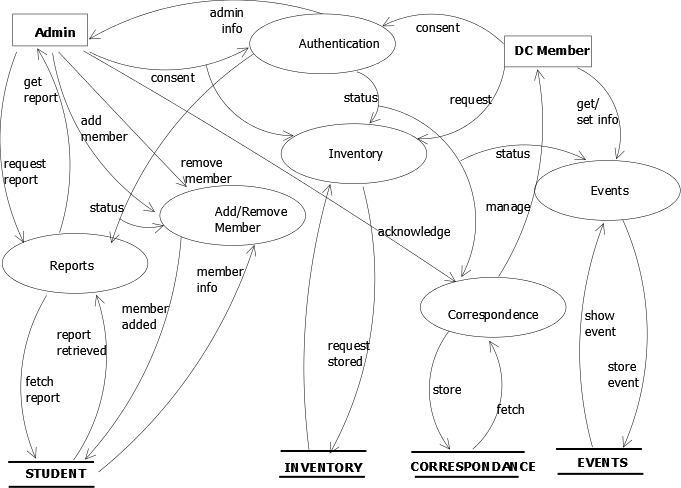 admin
info
Admin
consent
Authentication
DC Member
get
report
consent
status
request
get/
set info
add
member
request
report
remove
member
Inventory
status
Events
status
Add/Remove
Member
manage
acknowledge
Reports
member
info
member
added
Correspondence
show
event
report
retrieved
request
stored
store
event
fetch
report
store
fetch
STUDENT
INVENTORY
CORRESPONDANCE
EVENTS